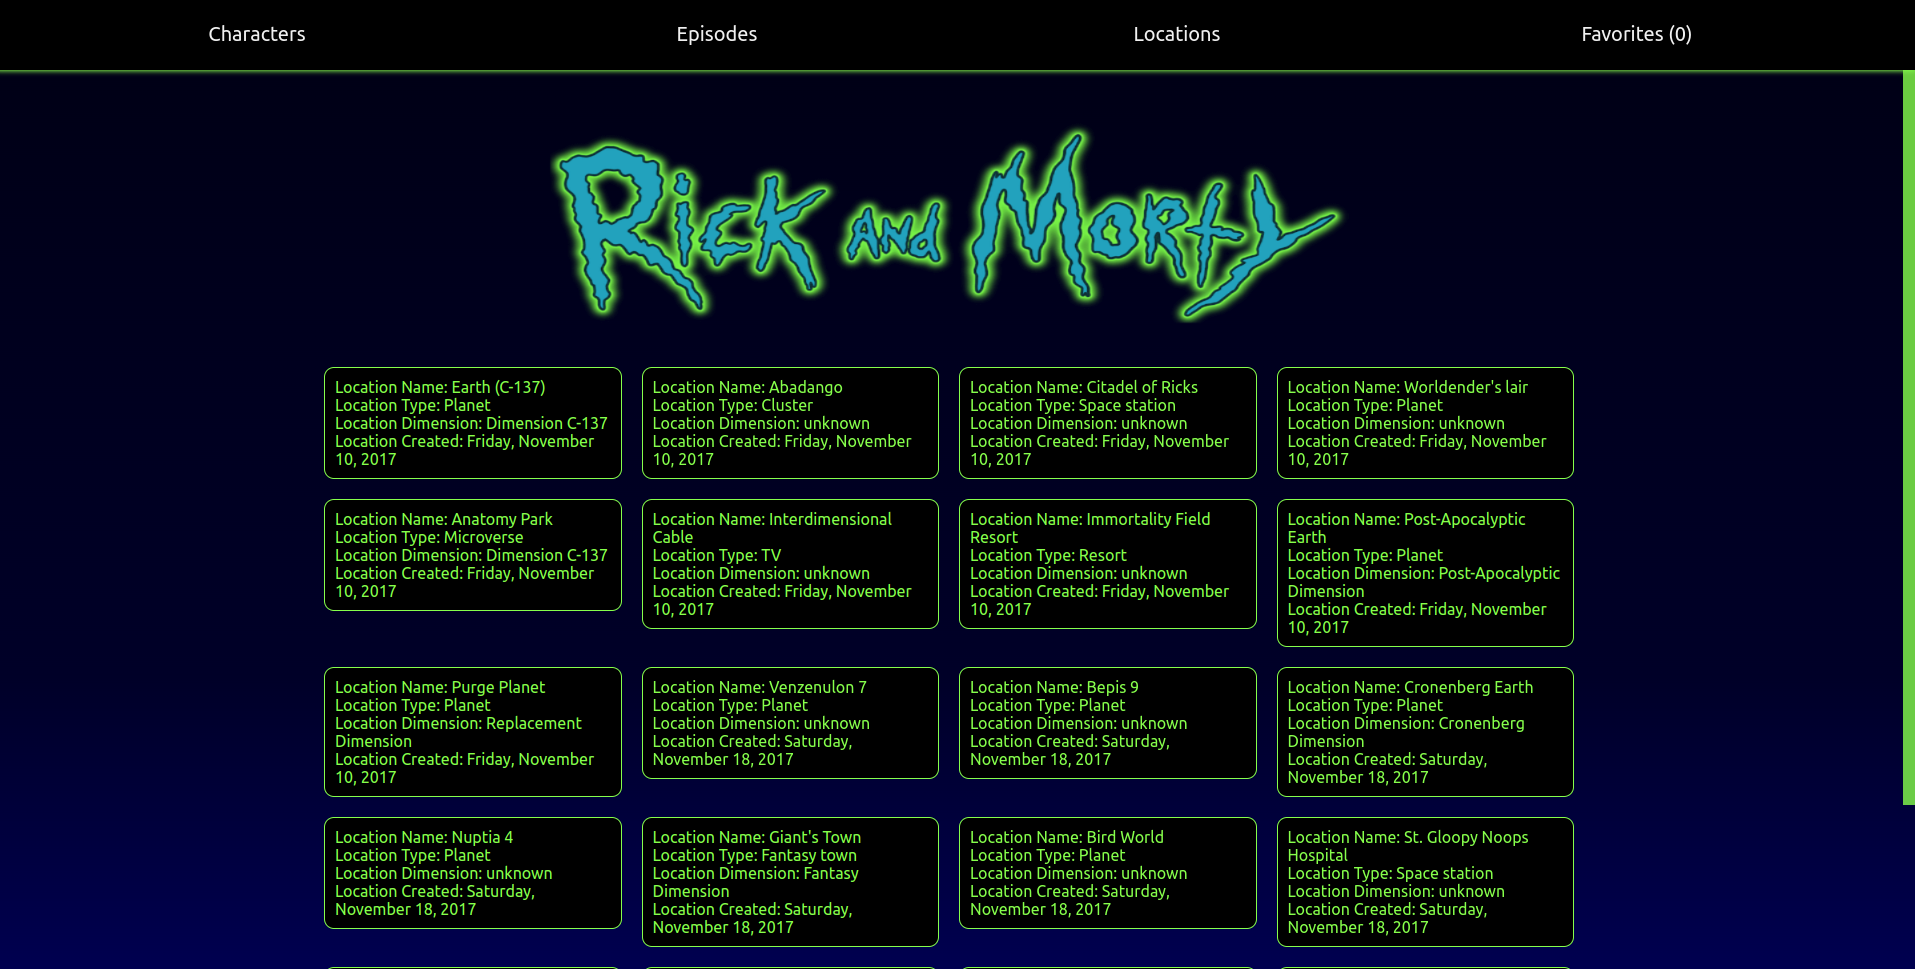 Characters
Episodes
Locations
Favorites (0)
Rick and Morty
Location Name: Earth (C-137)
Location Type: Planet
Location Dimension: Dimension C-137
Location Created: Friday, November
10, 2017
Location Name: Abadango
Location Type: Cluster
Location Dimension: unknown
Location Created: Friday, November
10, 2017
Location Name: Citadel of Ricks
Location Type: Space station
Location Dimension: unknown
Location Created: Friday, November
10, 2017
Location Name: Worldender's lair
Location Type: Planet
Location Dimension: unknown
Location Created: Friday, November
10, 2017
Location Name: Anatomy Park
Location Type: Microverse
Location Dimension: Dimension C-137
Location Created: Friday, November
10, 2017
Location Name: Interdimensional
Cable
Location Type: TV
Location Dimension: unknown
Location Created: Friday, November
10, 2017
Location Name: Immortality Field
Resort
Location Type: Resort
Location Dimension: unknown
Location Created: Friday, November
10, 2017
Location Name: Post-Apocalyptic
Earth
Location Type: Planet
Location Dimension: Post-Apocalyptic
Dimension
Location Created: Friday, November
10, 2017
Location Name: Purge Planet
Location Type: Planet
Location Dimension: Replacement
Dimension
Location Created: Friday, November
10, 2017
Location Name: Venzenulon 7
Location Type: Planet
Location Dimension: unknown
Location Created: Saturday,
November 18, 2017
Location Name: Bepis 9
Location Type: Planet
Location Dimension: unknown
Location Created: Saturday,
November 18, 2017
Location Name: Cronenberg Earth
Location Type: Planet
Location Dimension: Cronenberg
Dimension
Location Created: Saturday,
November 18, 2017
Location Name: Nuptia 4
Location Type: Planet
Location Dimension: unknown
Location Created: Saturday,
November 18, 2017
Location Name: Giant's Town
Location Type: Fantasy town
Location Dimension: Fantasy
Dimension
Location Created: Saturday,
November 18, 2017
Location Name: Bird World
Location Type: Planet
Location Dimension: unknown
Location Created: Saturday,
November 18, 2017
Location Name: St. Gloopy Noops
Hospital
Location Type: Space station
Location Dimension: unknown
Location Created: Saturday,
November 18, 2017